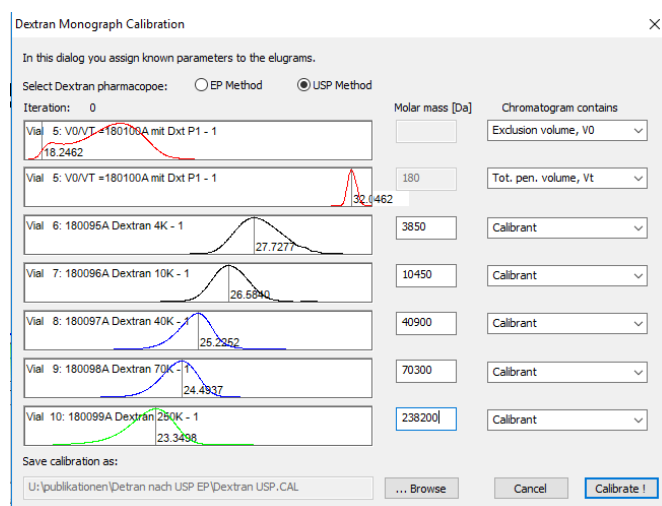 Dextran Monograph Calibration
In this dialog you assign known parameters to the elugrams.
Select Dextran pharmacopoe: EP Method USP Method
Iteration: 0 Molar mass [Da] Chromatogram contains
Vial 5: V0/VT =180100A mit Dxt P1 - 1 Exclusion volume, V0
18.2462
Vial 5: V0/VT =180100A mit Dxt P1 - 1 180 Tot. pen. volume, Vt
32.0462
Vial 6: 180095A Dextran 4K - 1 3850 Calibrant
27.7277
Vial 7: 180096A Dextran 10K - 1 10450 Calibrant
26.5840
Vial 8: 180097A Dextran 40K - 1 40900 Calibrant
25.2252
Vial 9: 180098A Dextran 70K - 1 70300 Calibrant
24.4937
Vial 10: 180099A Dextran 250K - 1 238200 Calibrant
23.3498
Save calibration as:
U:\publikationen\Detran nach USP EP\Dextran USP.CAL ... Browse Cancel Calibrate !